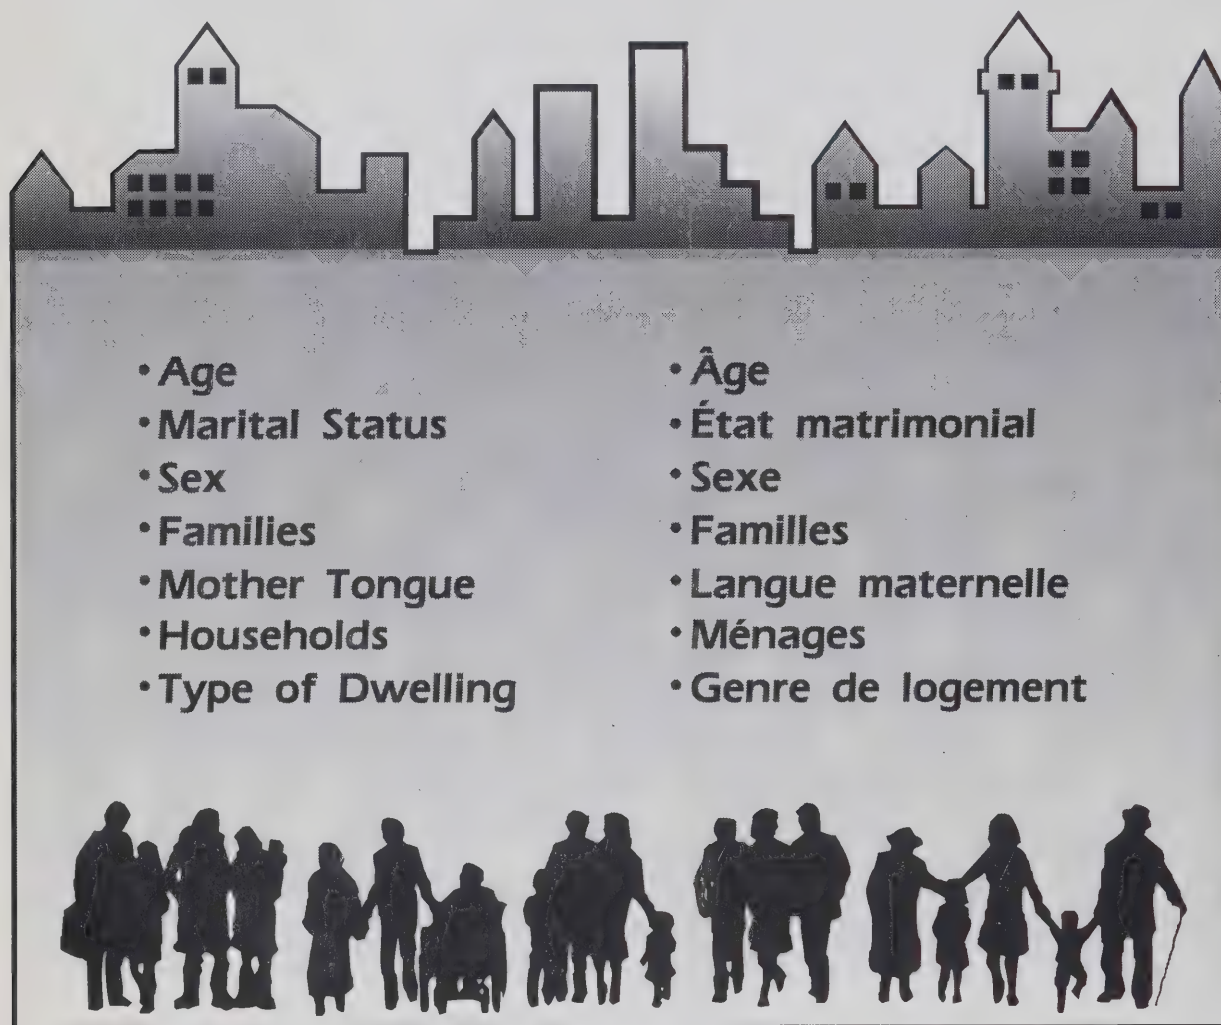 • Age
• Marital Status
• Sex
• Families
• Mother Tongue
• Households
• Type of Dwelling
• Âge
• État matrimonial
• Sexe
• Familles
• Langue maternelle
• Ménages
• Genre de logement